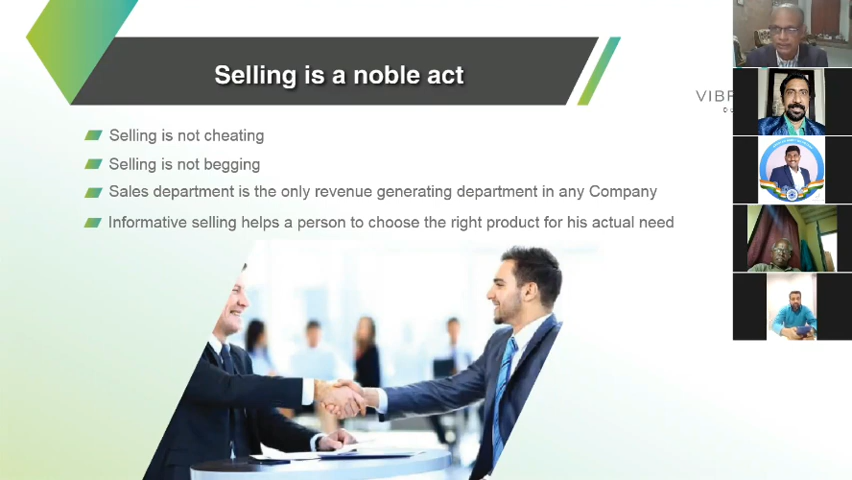 Selling is a noble act
Selling is not cheating
Selling is not begging
Sales department is the only revenue generating department in any Company
Informative selling helps a person to choose the right product for his actual need
VIBR